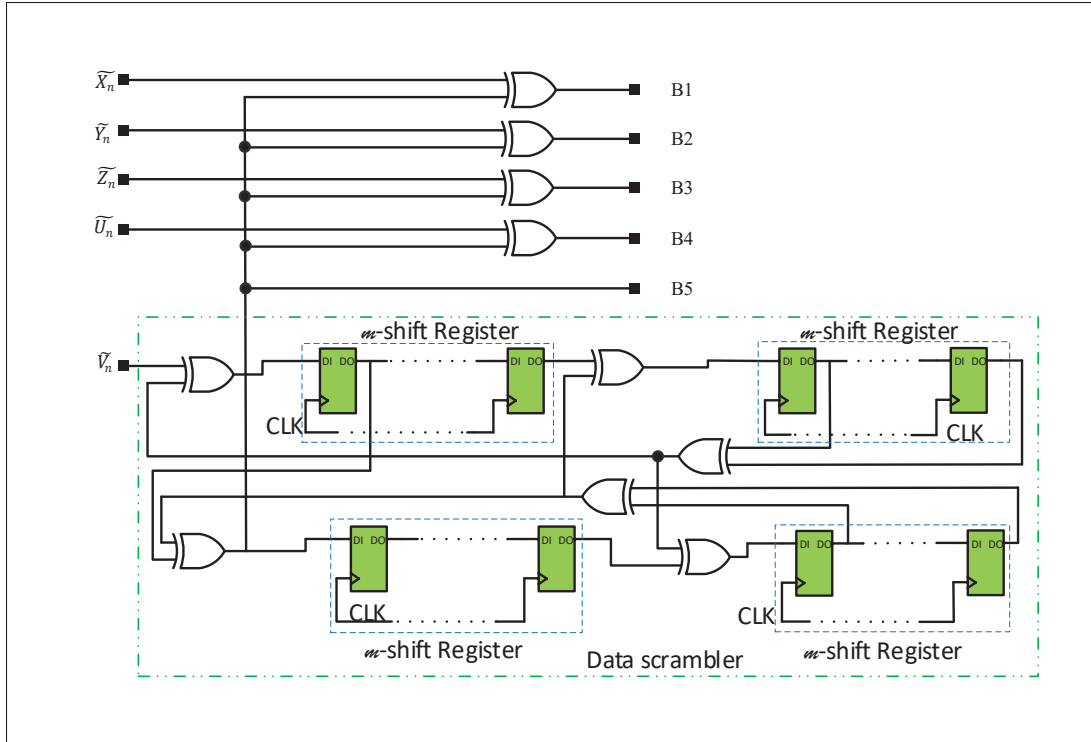 X̃ₙ B1
Ỹₙ B2
Z̃ₙ B3
Ũₙ B4
B5
𝓂-shift Register 𝓂-shift Register
Ṽₙ
DI DO DI DO DI DO DI DO
CLK CLK
DI DO DI DO DI DO DI DO
CLK CLK
𝓂-shift Register 𝓂-shift Register
Data scrambler